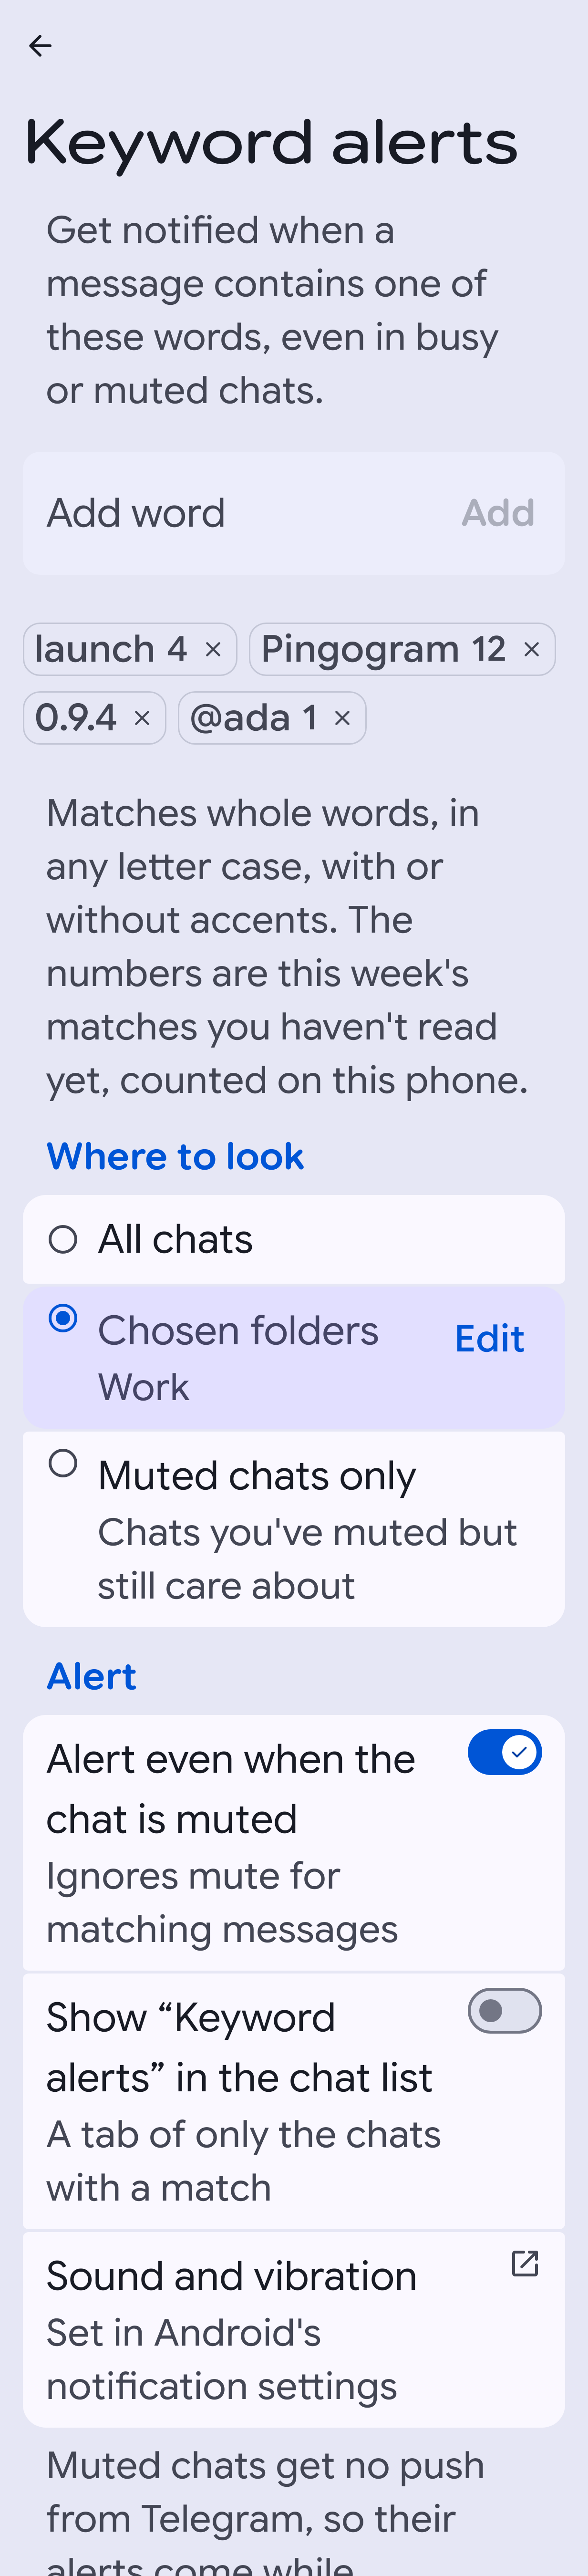 Keyword alerts
Get notified when a
message contains one of
these words, even in busy
or muted chats.
Add word Add
launch 4 × Pingogram 12 ×
0.9.4 × @ada 1 ×
Matches whole words, in
any letter case, with or
without accents. The
numbers are this week's
matches you haven't read
yet, counted on this phone.
Where to look
All chats
Chosen folders Edit
Work
Muted chats only
Chats you've muted but
still care about
Alert
Alert even when the
chat is muted
Ignores mute for
matching messages
Show “Keyword
alerts” in the chat list
A tab of only the chats
with a match
Sound and vibration
Set in Android's
notification settings
Muted chats get no push
from Telegram, so their
alerts come while